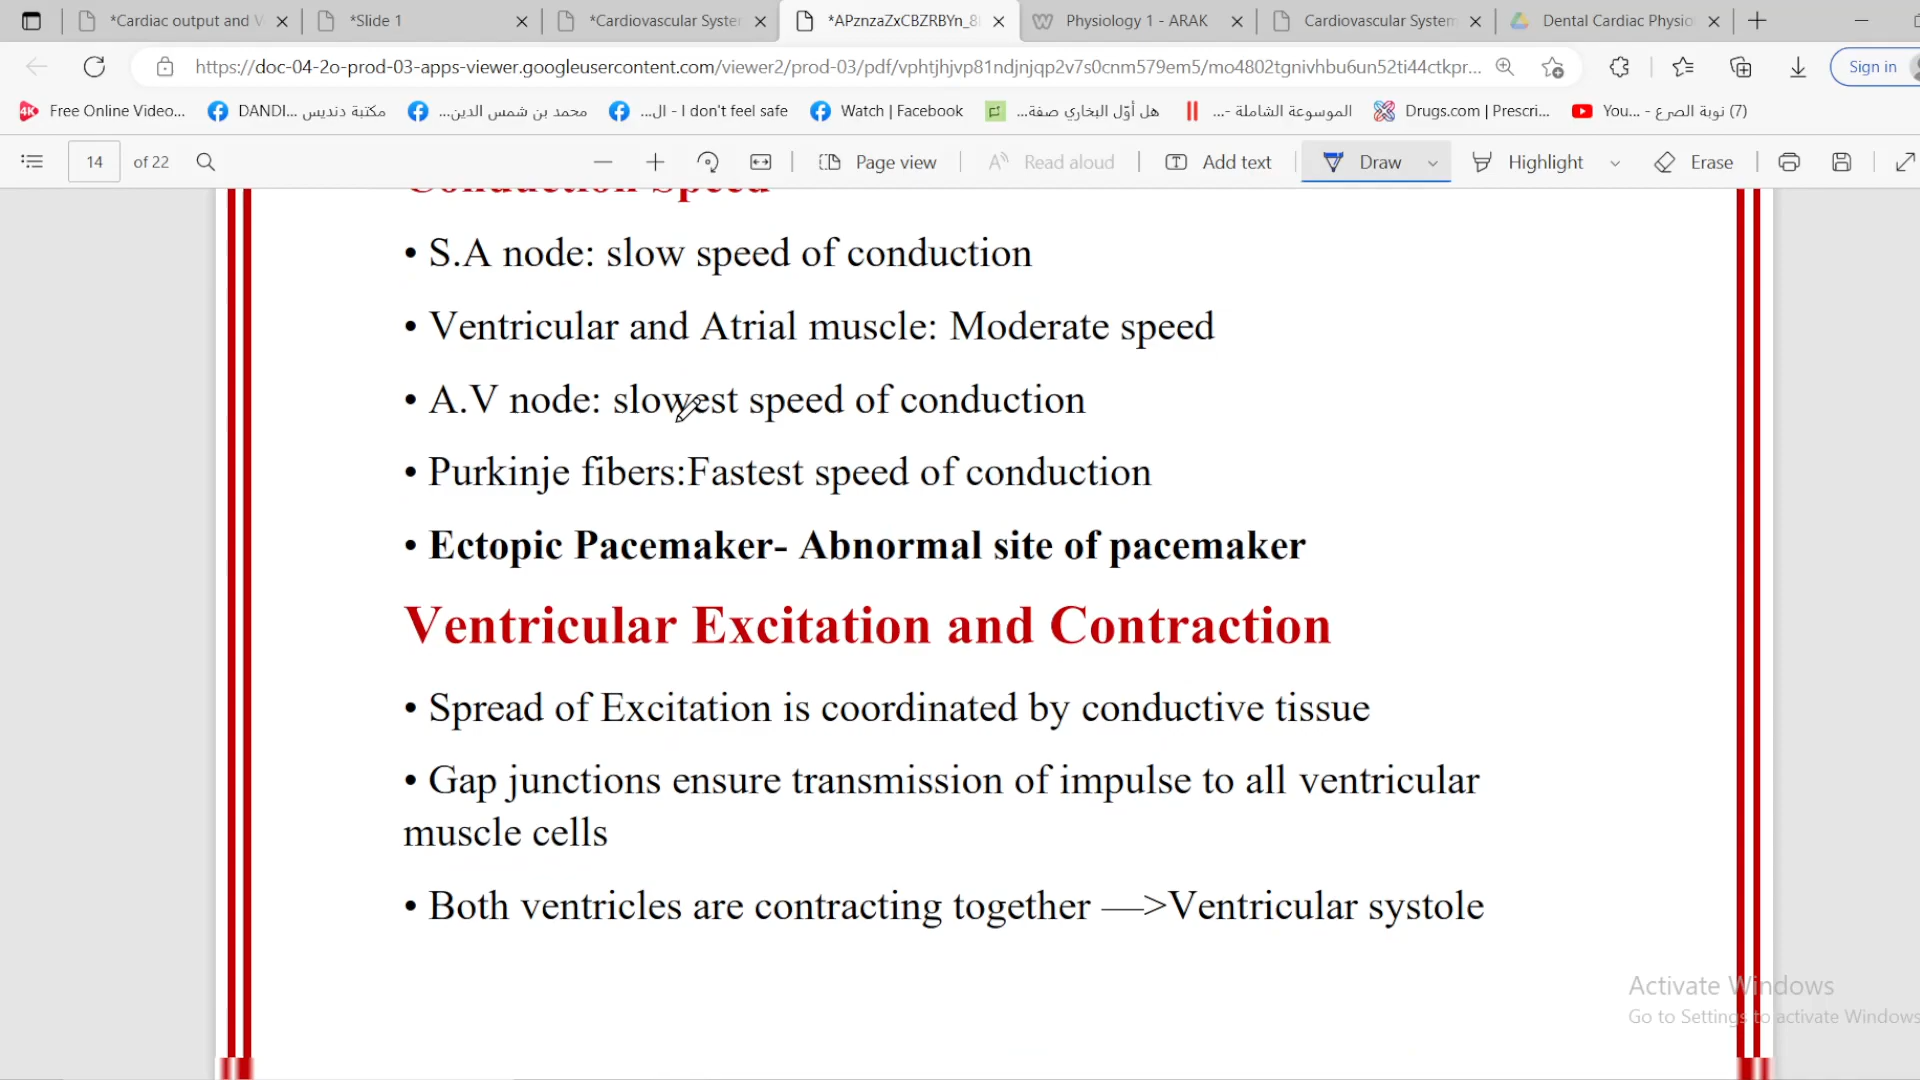 *Cardiac output and V
*Slide 1
*Cardiovascular Syste
*APznzaZxCBZRBYn_8
Physiology 1 - ARAK
Cardiovascular System
Dental Cardiac Physio
https://doc-04-2o-prod-03-apps-viewer.googleusercontent.com/viewer2/prod-03/pdf/vphtjhjvp81ndjnjqp2v7s0cnm579em5/mo4802tgnivhbu6un52ti44ctkpr...
Sign in
Free Online Video...
DANDI... مكتبة دنديس
محمد بن شمس الدين...
ال... - I don't feel safe
Watch | Facebook
هل أوّل البخاري صفة...
الموسوعة الشاملة -...
Drugs.com | Prescri...
(7) نوبة الصرع - You...
14 of 22
Page view
Read aloud
Add text
Draw
Highlight
Erase
Conduction Speed
• S.A node: slow speed of conduction
• Ventricular and Atrial muscle: Moderate speed
• A.V node: slowest speed of conduction
• Purkinje fibers:Fastest speed of conduction
• Ectopic Pacemaker- Abnormal site of pacemaker
Ventricular Excitation and Contraction
• Spread of Excitation is coordinated by conductive tissue
• Gap junctions ensure transmission of impulse to all ventricular
muscle cells
• Both ventricles are contracting together —>Ventricular systole
Activate Windows
Go to Settings to activate Windows